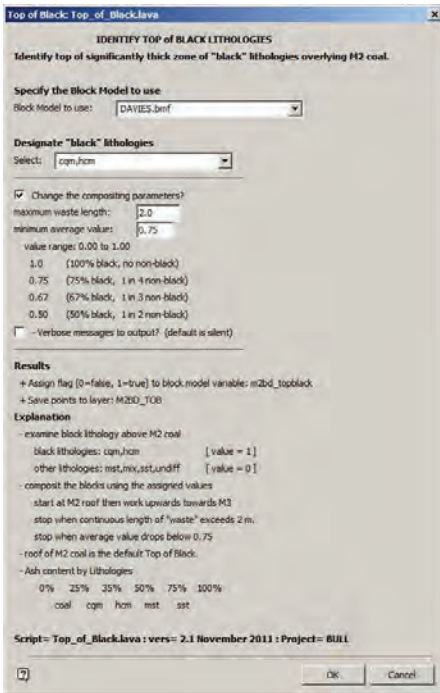 Top of Black: Top_of_Black.lava
IDENTIFY TOP of BLACK LITHOLOGIES
Identify top of significantly thick zone of "black" lithologies overlying M2 coal.
Specify the Block Model to use
Block Model to use: DAVIES.bmf
Designate "black" lithologies
Select: cqm,hcm
Change the compositing parameters?
maximum waste length: 2.0
minimum average value: 0.75
value range: 0.00 to 1.00
1.0 (100% black, no non-black)
0.75 (75% black, 1 in 4 non-black)
0.67 (67% black, 1 in 3 non-black)
0.50 (50% black, 1 in 2 non-black)
- Verbose messages to output? (default is silent)
Results
+ Assign flag [0=false, 1=true] to block model variable: m2bd_topblack
+ Save points to layer: M2BD_TOB
Explanation
- examine block lithology above M2 coal
black lithologies: cqm,hcm [ value = 1 ]
other lithologies: mst,mix,sst,undiff [ value = 0 ]
- composit the blocks using the assigned values
start at M2 roof then work upwards towards M3
stop when continuous length of "waste" exceeds 2 m.
stop when average value drops below 0.75
- roof of M2 coal is the default Top of Black.
- Ash content by Lithologies
0% 25% 35% 50% 75% 100%
coal cqm hcm mst sst
Script= Top_of_Black.lava : vers= 2.1 November 2011 : Project= BULL
OK Cancel